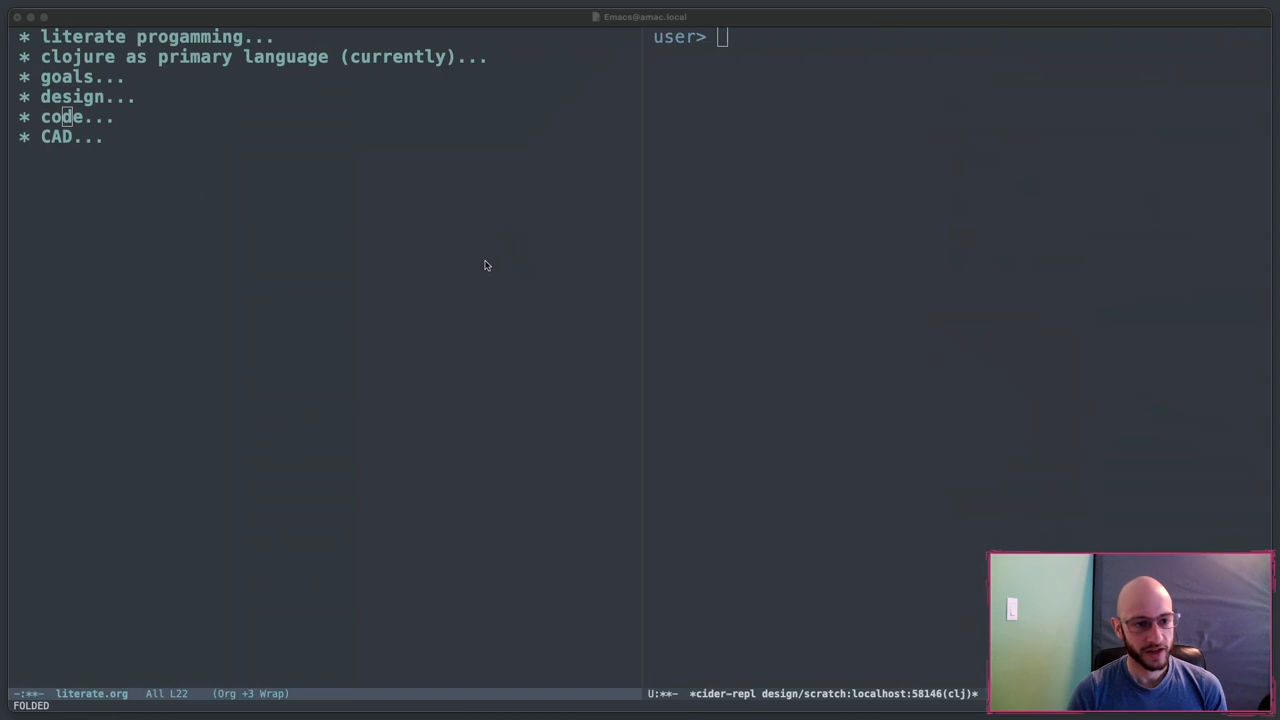 Emacs@amac.local
* literate progamming...
* clojure as primary language (currently)...
* goals...
* design...
* code...
* CAD...
user>
-:**- literate.org All L22 (Org +3 Wrap)
U:**- *cider-repl design/scratch:localhost:58146(clj)*
FOLDED